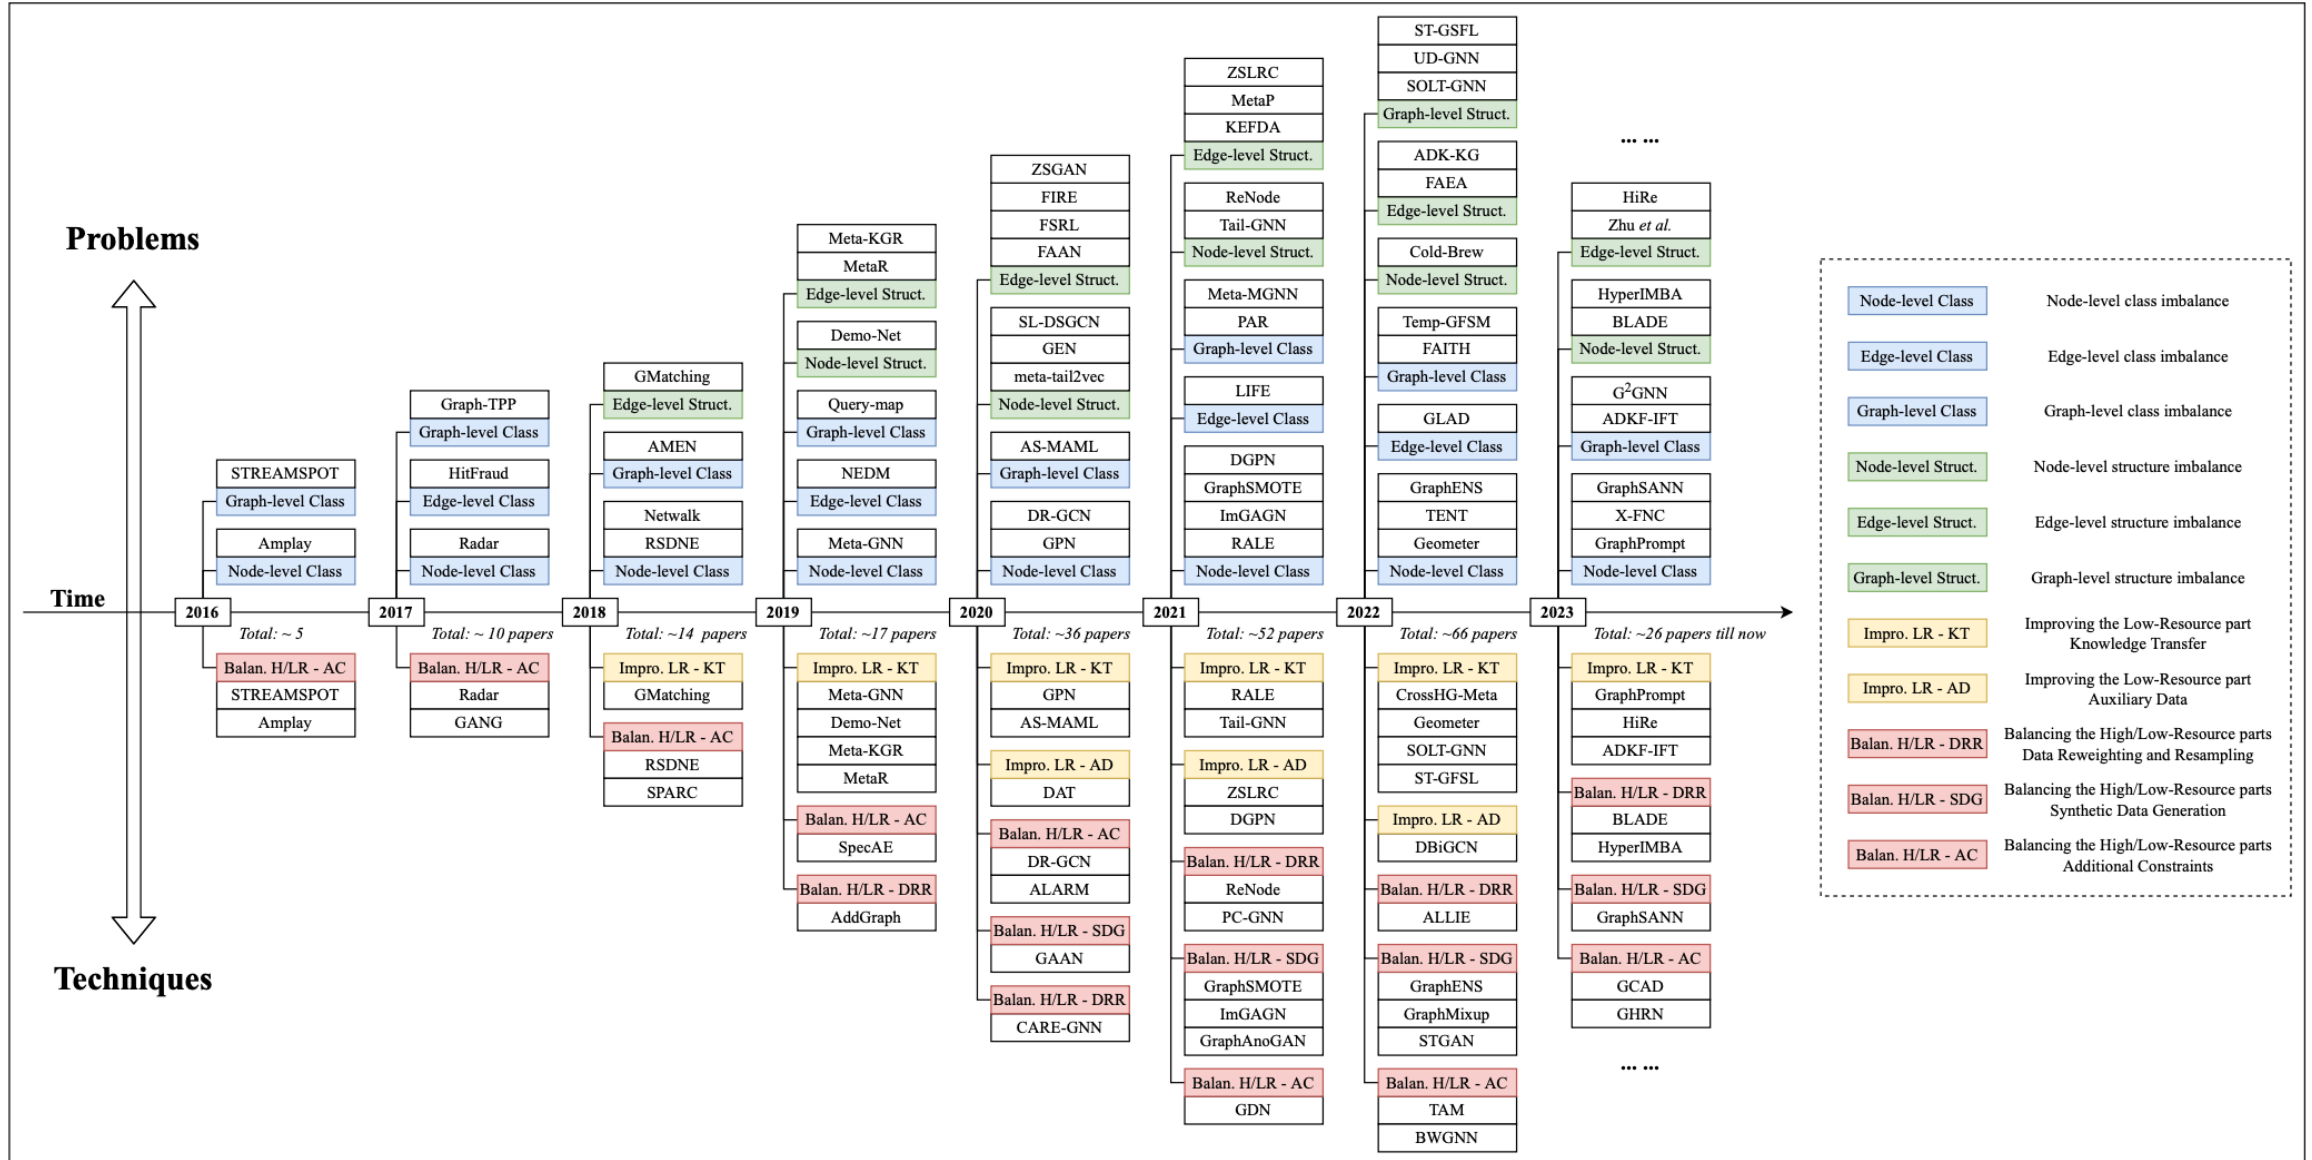 Problems
Techniques
Time
STREAMSPOT
Graph-level Class
Amplay
Node-level Class
2016
Total: ~ 5
Balan. H/LR - AC
STREAMSPOT
Amplay
Graph-TPP
Graph-level Class
HitFraud
Edge-level Class
Radar
Node-level Class
2017
Total: ~ 10 papers
Balan. H/LR - AC
Radar
GANG
GMatching
Edge-level Struct.
AMEN
Graph-level Class
Netwalk
RSDNE
Node-level Class
2018
Total: ~14 papers
Impro. LR - KT
GMatching
Balan. H/LR - AC
RSDNE
SPARC
Meta-KGR
MetaR
Edge-level Struct.
Demo-Net
Node-level Struct.
Query-map
Graph-level Class
NEDM
Edge-level Class
Meta-GNN
Node-level Class
2019
Total: ~17 papers
Impro. LR - KT
Meta-GNN
Demo-Net
Meta-KGR
MetaR
Balan. H/LR - AC
SpecAE
Balan. H/LR - DRR
AddGraph
ZSGAN
FIRE
FSRL
FAAN
Edge-level Struct.
SL-DSGCN
GEN
meta-tail2vec
Node-level Struct.
AS-MAML
Graph-level Class
DR-GCN
GPN
Node-level Class
2020
Total: ~36 papers
Impro. LR - KT
GPN
AS-MAML
Impro. LR - AD
DAT
Balan. H/LR - AC
DR-GCN
ALARM
Balan. H/LR - SDG
GAAN
Balan. H/LR - DRR
CARE-GNN
ZSLRC
MetaP
KEFDA
Edge-level Struct.
ReNode
Tail-GNN
Node-level Struct.
Meta-MGNN
PAR
Graph-level Class
LIFE
Edge-level Class
DGPN
GraphSMOTE
ImGAGN
RALE
Node-level Class
2021
Total: ~52 papers
Impro. LR - KT
RALE
Tail-GNN
Impro. LR - AD
ZSLRC
DGPN
Balan. H/LR - DRR
ReNode
PC-GNN
Balan. H/LR - SDG
GraphSMOTE
ImGAGN
GraphAnoGAN
Balan. H/LR - AC
GDN
ST-GSFL
UD-GNN
SOLT-GNN
Graph-level Struct.
ADK-KG
FAEA
Edge-level Struct.
Cold-Brew
Node-level Struct.
Temp-GFSM
FAITH
Graph-level Class
GLAD
Edge-level Class
GraphENS
TENT
Geometer
Node-level Class
2022
Total: ~66 papers
Impro. LR - KT
CrossHG-Meta
Geometer
SOLT-GNN
ST-GFSL
Impro. LR - AD
DBiGCN
Balan. H/LR - DRR
ALLIE
Balan. H/LR - SDG
GraphENS
GraphMixup
STGAN
Balan. H/LR - AC
TAM
BWGNN
... ...
HiRe
Zhu et al.
Edge-level Struct.
HyperIMBA
BLADE
Node-level Struct.
G²GNN
ADKF-IFT
Graph-level Class
GraphSANN
X-FNC
GraphPrompt
Node-level Class
2023
Total: ~26 papers till now
Impro. LR - KT
GraphPrompt
HiRe
ADKF-IFT
Balan. H/LR - DRR
BLADE
HyperIMBA
Balan. H/LR - SDG
GraphSANN
Balan. H/LR - AC
GCAD
GHRN
... ...
Node-level Class
Node-level class imbalance
Edge-level Class
Edge-level class imbalance
Graph-level Class
Graph-level class imbalance
Node-level Struct.
Node-level structure imbalance
Edge-level Struct.
Edge-level structure imbalance
Graph-level Struct.
Graph-level structure imbalance
Impro. LR - KT
Improving the Low-Resource part
Knowledge Transfer
Impro. LR - AD
Improving the Low-Resource part
Auxiliary Data
Balan. H/LR - DRR
Balancing the High/Low-Resource parts
Data Reweighting and Resampling
Balan. H/LR - SDG
Balancing the High/Low-Resource parts
Synthetic Data Generation
Balan. H/LR - AC
Balancing the High/Low-Resource parts
Additional Constraints